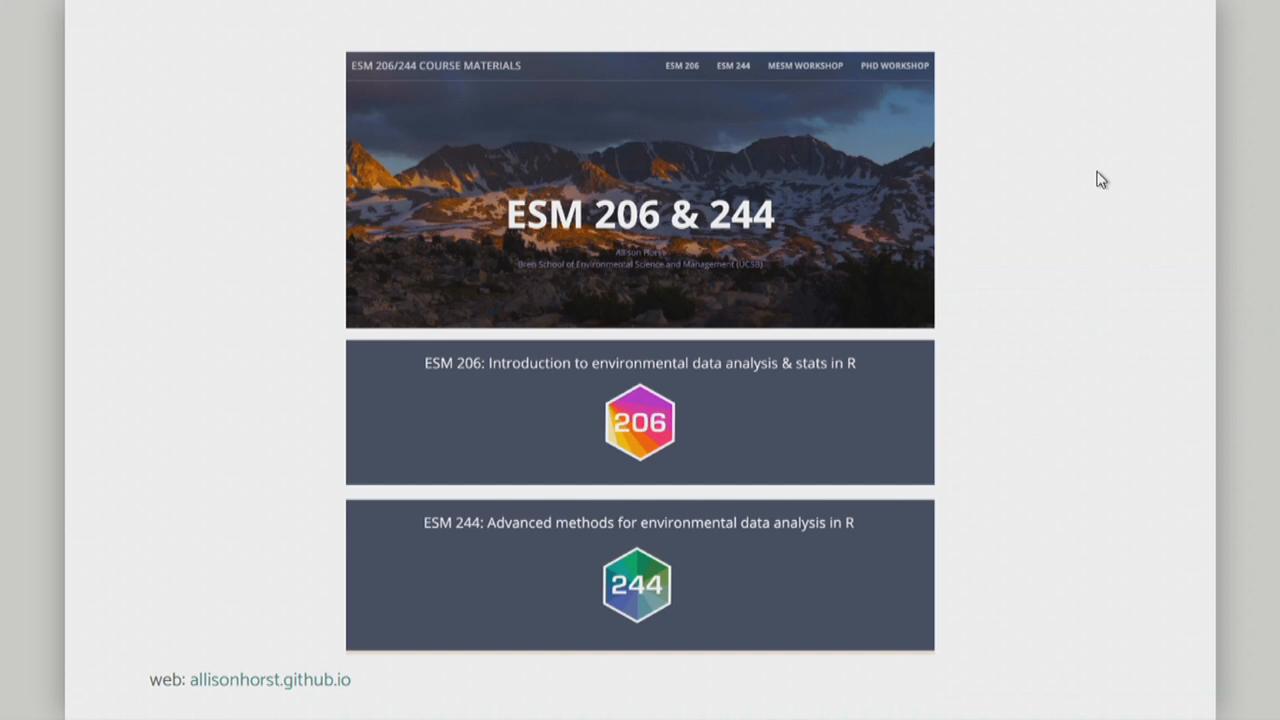 ESM 206/244 COURSE MATERIALS ESM 206 ESM 244 MESM WORKSHOP PHD WORKSHOP
ESM 206 & 244
Allison Horst
Bren School of Environmental Science and Management (UCSB)
ESM 206: Introduction to environmental data analysis & stats in R
206
ESM 244: Advanced methods for environmental data analysis in R
244
web: allisonhorst.github.io